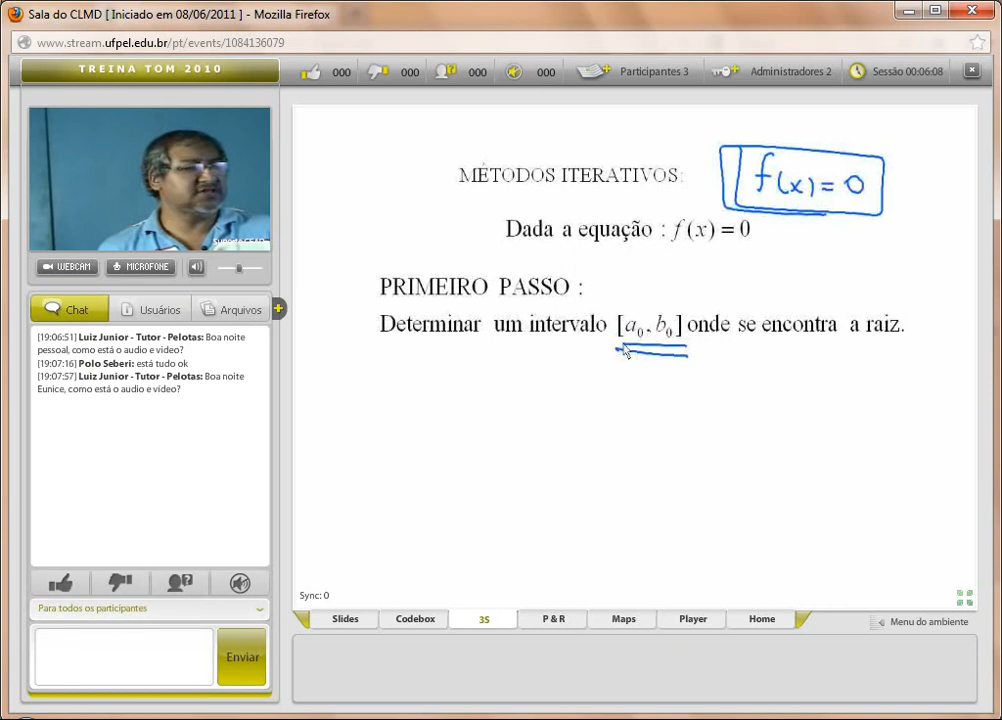 Sala do CLMD [ Iniciado em 08/06/2011 ] - Mozilla Firefox
www.stream.ufpel.edu.br/pt/events/1084136079
TREINA TOM 2010
000 000 000 000 Participantes 3 Administradores 2 Sessão 00:06:08
WEBCAM MICROFONE
Chat Usuários Arquivos
[19:06:51] Luiz Junior - Tutor - Pelotas: Boa noite
pessoal, como está o audio e video?
[19:07:16] Polo Seberi: está tudo ok
[19:07:57] Luiz Junior - Tutor - Pelotas: Boa noite
Eunice, como está o audio e vídeo?
Para todos os participantes
Enviar
MÉTODOS ITERATIVOS:
f(x) = 0
Dada a equação : f (x) = 0
PRIMEIRO PASSO :
Determinar um intervalo [a₀, b₀] onde se encontra a raiz.
Sync: 0
Slides Codebox 35 P & R Maps Player Home
Menu do ambiente